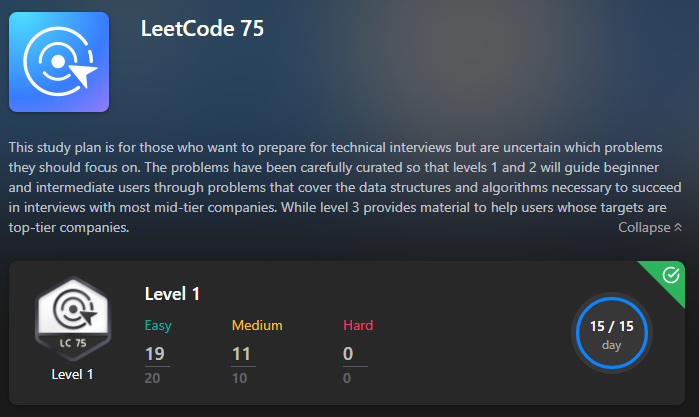 LeetCode 75
This study plan is for those who want to prepare for technical interviews but are uncertain which problems
they should focus on. The problems have been carefully curated so that levels 1 and 2 will guide beginner
and intermediate users through problems that cover the data structures and algorithms necessary to succeed
in interviews with most mid-tier companies. While level 3 provides material to help users whose targets are
top-tier companies. Collapse
Level 1
Easy Medium Hard
19 11 0
20 10 0
LC 75
Level 1
15 / 15
day